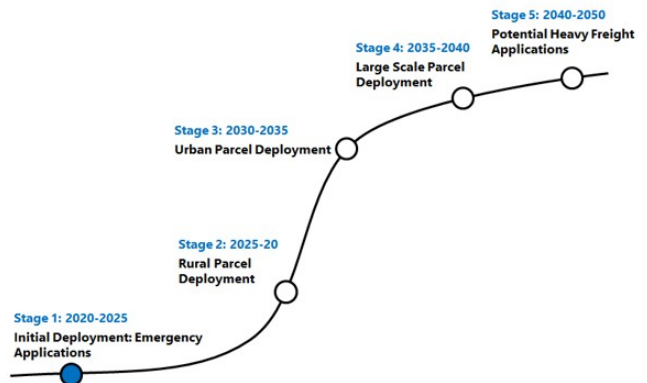 Stage 5: 2040-2050
Potential Heavy Freight
Applications
Stage 4: 2035-2040
Large Scale Parcel
Deployment
Stage 3: 2030-2035
Urban Parcel Deployment
Stage 2: 2025-20
Rural Parcel
Deployment
Stage 1: 2020-2025
Initial Deployment: Emergency
Applications